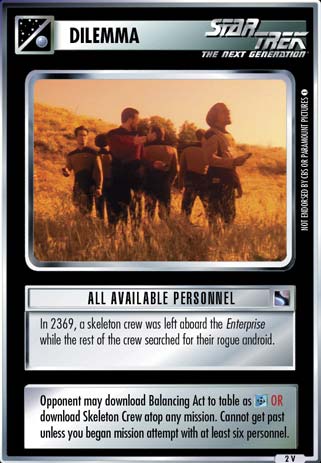 DILEMMA
STAR TREK
THE NEXT GENERATION
NOT ENDORSED BY CBS OR PARAMOUNT PICTURES
ALL AVAILABLE PERSONNEL
In 2369, a skeleton crew was left aboard the Enterprise
while the rest of the crew searched for their rogue android.
Opponent may download Balancing Act to table as OR
download Skeleton Crew atop any mission. Cannot get past
unless you began mission attempt with at least six personnel.
2 V